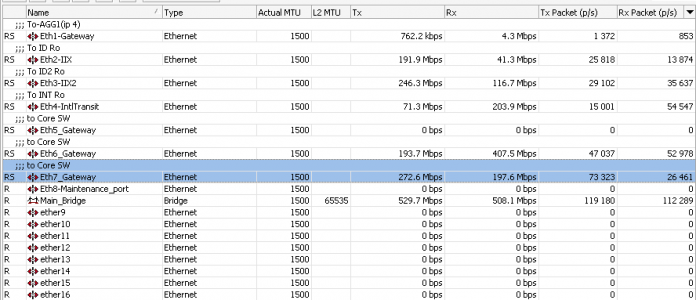 Name / Type Actual MTU L2 MTU Tx Rx Tx Packet (p/s) Rx Packet (p/s)
;;; To-AGG1(ip 4)
RS Eth1-Gateway Ethernet 1500 762.2 kbps 4.3 Mbps 1 372 853
;;; To ID Ro
RS Eth2-IIX Ethernet 1500 191.9 Mbps 41.3 Mbps 25 818 13 874
;;; To ID2 Ro
RS Eth3-IIX2 Ethernet 1500 246.3 Mbps 116.7 Mbps 29 102 35 637
;;; To INT Ro
RS Eth4-IntlTransit Ethernet 1500 71.3 Mbps 203.9 Mbps 15 001 54 547
;;; to Core SW
RS Eth5_Gateway Ethernet 1500 0 bps 0 bps 0 0
;;; to Core SW
RS Eth6_Gateway Ethernet 1500 193.7 Mbps 407.5 Mbps 47 037 52 978
;;; to Core SW
RS Eth7_Gateway Ethernet 1500 272.6 Mbps 197.6 Mbps 73 323 26 461
R Eth8-Maintenance_port Ethernet 1500 0 bps 0 bps 0 0
R Main_Bridge Bridge 1500 65535 529.7 Mbps 508.1 Mbps 119 180 112 289
R ether9 Ethernet 1500 0 bps 0 bps 0 0
R ether10 Ethernet 1500 0 bps 0 bps 0 0
R ether11 Ethernet 1500 0 bps 0 bps 0 0
R ether12 Ethernet 1500 0 bps 0 bps 0 0
R ether13 Ethernet 1500 0 bps 0 bps 0 0
R ether14 Ethernet 1500 0 bps 0 bps 0 0
R ether15 Ethernet 1500 0 bps 0 bps 0 0
R ether16 Ethernet 1500 0 bps 0 bps 0 0